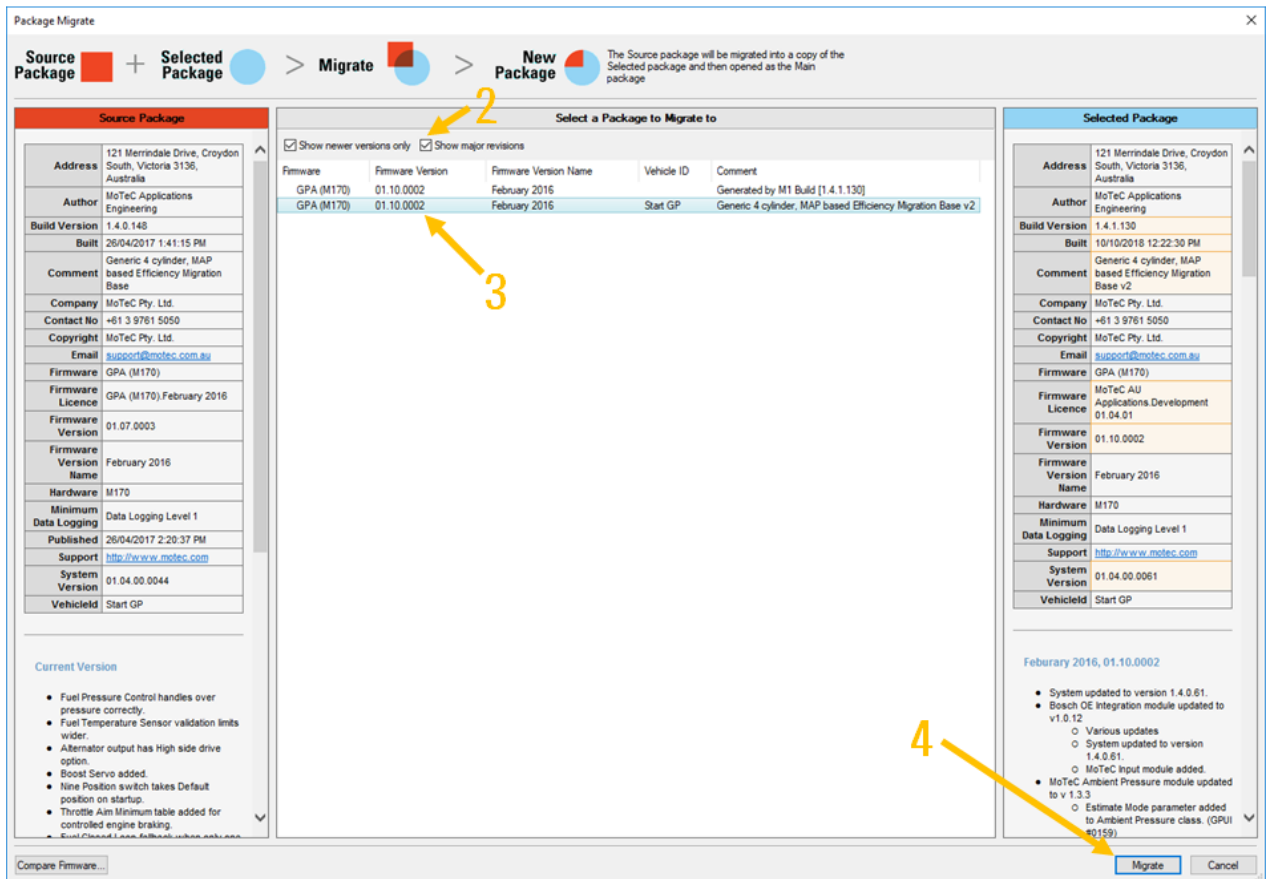 Package Migrate
Source
Package
+
Selected
Package
>
Migrate
>
New
Package
The Source package will be migrated into a copy of the
Selected package and then opened as the Main
package
Source Package
Address
121 Merrindale Drive, Croydon
South, Victoria 3136,
Australia
Author
MoTeC Applications
Engineering
Build Version 1.4.0.148
Built 26/04/2017 1:41:15 PM
Comment
Generic 4 cylinder, MAP
based Efficiency Migration
Base
Company MoTeC Pty. Ltd.
Contact No +61 3 9761 5050
Copyright MoTeC Pty. Ltd.
Email support@motec.com.au
Firmware GPA (M170)
Firmware
Licence
GPA (M170).February 2016
Firmware
Version
01.07.0003
Firmware
Version
Name
February 2016
Hardware M170
Minimum
Data Logging
Data Logging Level 1
Published 26/04/2017 2:20:37 PM
Support http://www.motec.com
System
Version
01.04.00.0044
VehicleId Start GP
Current Version
Fuel Pressure Control handles over
pressure correctly.
Fuel Temperature Sensor validation limits
wider.
Alternator output has High side drive
option.
Boost Servo added.
Nine Position switch takes Default
position on startup.
Throttle Aim Minimum table added for
controlled engine braking.
Fuel Closed Loop fallback when only one
2
Select a Package to Migrate to
Show newer versions only Show major revisions
Firmware Firmware Version Firmware Version Name Vehicle ID Comment
GPA (M170) 01.10.0002 February 2016 Generated by M1 Build [1.4.1.130]
GPA (M170) 01.10.0002 February 2016 Start GP Generic 4 cylinder, MAP based Efficiency Migration Base v2
3
Selected Package
Address
121 Merrindale Drive, Croydon
South, Victoria 3136,
Australia
Author
MoTeC Applications
Engineering
Build Version 1.4.1.130
Built 10/10/2018 12:22:30 PM
Comment
Generic 4 cylinder, MAP
based Efficiency Migration
Base v2
Company MoTeC Pty. Ltd.
Contact No +61 3 9761 5050
Copyright MoTeC Pty. Ltd.
Email support@motec.com.au
Firmware GPA (M170)
Firmware
Licence
MoTeC AU
Applications.Development
01.04.01
Firmware
Version
01.10.0002
Firmware
Version
Name
February 2016
Hardware M170
Minimum
Data Logging
Data Logging Level 1
Support http://www.motec.com
System
Version
01.04.00.0061
VehicleId Start GP
Feburary 2016, 01.10.0002
System updated to version 1.4.0.61.
Bosch OE Integration module updated to
v1.0.12
Various updates
System updated to version
1.4.0.61.
MoTeC Input module added.
MoTeC Ambient Pressure module updated
to v 1.3.3
Estimate Mode parameter added
to Ambient Pressure class. (GPUI
#0159)
4
Compare Firmware...
Migrate
Cancel